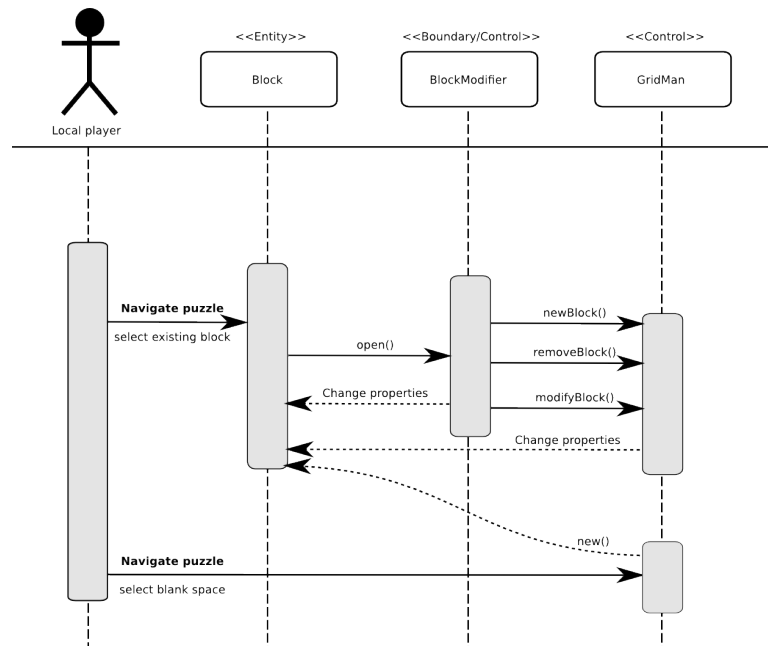 <<Entity>>
<<Boundary/Control>>
<<Control>>
Block
BlockModifier
GridMan
Local player
Navigate puzzle
select existing block
newBlock()
open()
removeBlock()
Change properties
modifyBlock()
Change properties
new()
Navigate puzzle
select blank space